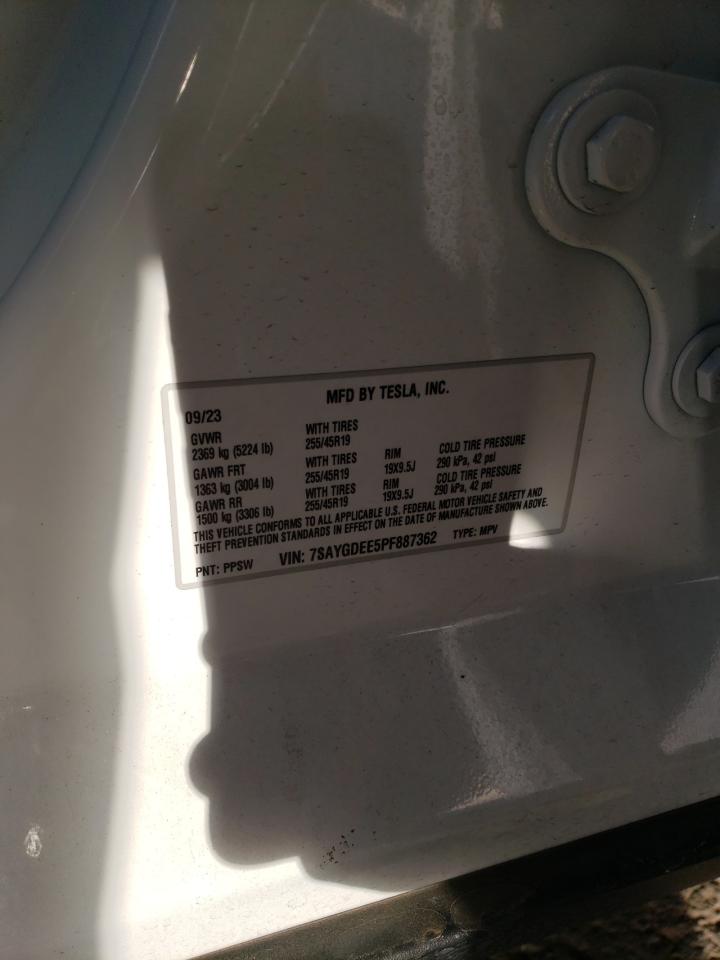 MFD BY TESLA, INC.
09/23
GVWR WITH TIRES
2369 kg (5224 lb) 255/45R19
GAWR FRT WITH TIRES RIM COLD TIRE PRESSURE
1363 kg (3004 lb) 255/45R19 19X9.5J 290 kPa, 42 psi
GAWR RR WITH TIRES RIM COLD TIRE PRESSURE
1500 kg (3306 lb) 255/45R19 19X9.5J 290 kPa, 42 psi
THIS VEHICLE CONFORMS TO ALL APPLICABLE U.S. FEDERAL MOTOR VEHICLE SAFETY AND
THEFT PREVENTION STANDARDS IN EFFECT ON THE DATE OF MANUFACTURE SHOWN ABOVE.
PNT: PPSW VIN: 7SAYGDEE5PF887362 TYPE: MPV